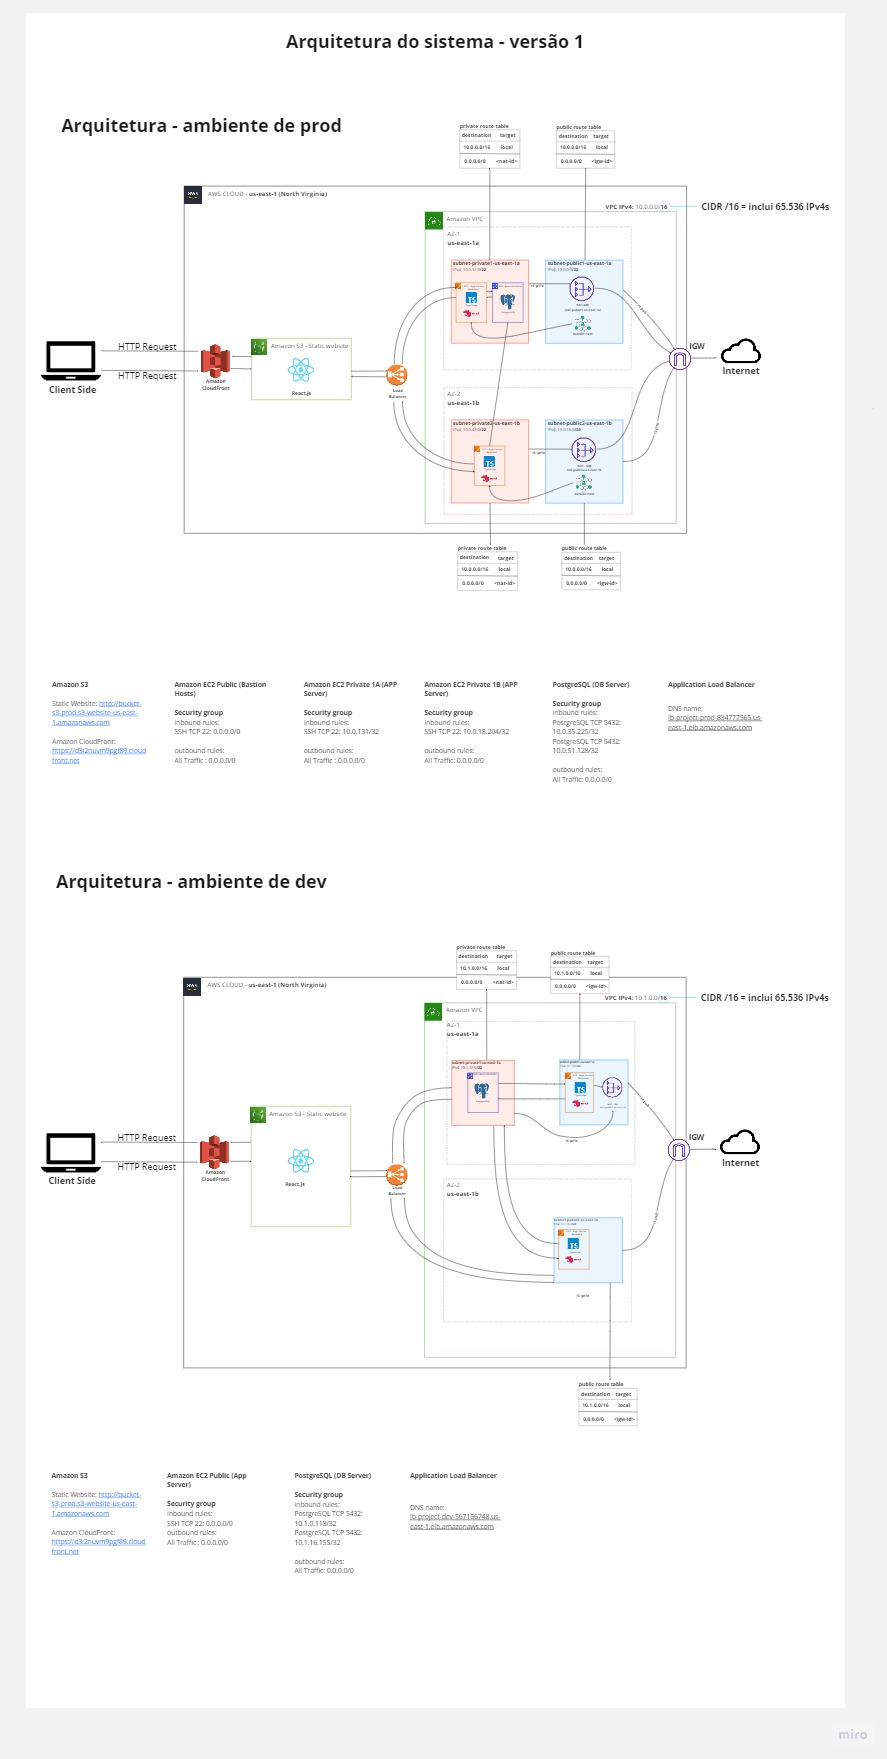 Arquitetura do sistema - versão 1
Arquitetura - ambiente de prod
private route table
destination target
10.0.0.0/16 local
0.0.0.0/0 <nat-id>
public route table
destination target
10.0.0.0/16 local
0.0.0.0/0 <igw-id>
AWS CLOUD - us-east-1 (North Virginia)
VPC IPv4: 10.0.0.0/16
CIDR /16 = inclui 65.536 IPv4s
Amazon VPC
AZ-1
us-east-1a
subnet-private1-us-east-1a
subnet-public1-us-east-1a
HTTP Request
HTTP Request
Client Side
Amazon
CloudFront
Amazon S3 - Static website
React.js
Load
Balancer
IGW
Internet
AZ-2
us-east-1b
subnet-private2-us-east-1b
subnet-public2-us-east-1b
private route table
destination target
10.0.0.0/16 local
0.0.0.0/0 <nat-id>
public route table
destination target
10.0.0.0/16 local
0.0.0.0/0 <igw-id>
Amazon S3
Static Website: http://bucket-
s3-prod.s3-website-us-east-
1.amazonaws.com
Amazon CloudFront:
https://d3i2nuvm9pgf89.cloud
front.net
Amazon EC2 Public (Bastion
Hosts)
Security group
inbound rules:
SSH TCP 22: 0.0.0.0/0
outbound rules:
All Traffic : 0.0.0.0/0
Amazon EC2 Private 1A (APP
Server)
Security group
inbound rules:
SSH TCP 22: 10.0.131/32
outbound rules:
All Traffic : 0.0.0.0/0
Amazon EC2 Private 1B (APP
Server)
Security group
inbound rules:
SSH TCP 22: 10.0.18.204/32
outbound rules:
All Traffic : 0.0.0.0/0
PostgreSQL (DB Server)
Security group
inbound rules:
PostgreSQL TCP 5432:
10.0.35.225/32
PostgreSQL TCP 5432:
10.0.51.128/32
outbound rules:
All Traffic: 0.0.0.0/0
Application Load Balancer
DNS name:
lb-project-prod-834777565.us-
east-1.elb.amazonaws.com
Arquitetura - ambiente de dev
private route table
destination target
10.1.0.0/16 local
0.0.0.0/0 <nat-id>
public route table
destination target
10.1.0.0/16 local
0.0.0.0/0 <igw-id>
AWS CLOUD - us-east-1 (North Virginia)
VPC IPv4: 10.1.0.0/16
CIDR /16 = inclui 65.536 IPv4s
Amazon VPC
AZ-1
us-east-1a
Amazon S3 - Static website
React.js
HTTP Request
HTTP Request
Client Side
Amazon
CloudFront
Load
Balancer
IGW
Internet
AZ-2
us-east-1b
public route table
destination target
10.1.0.0/16 local
0.0.0.0/0 <igw-id>
Amazon S3
Static Website: http://bucket-
s3-prod.s3-website-us-east-
1.amazonaws.com
Amazon CloudFront:
https://d3i2nuvm9pgf89.cloud
front.net
Amazon EC2 Public (App
Server)
Security group
inbound rules:
SSH TCP 22: 0.0.0.0/0
outbound rules:
All Traffic : 0.0.0.0/0
PostgreSQL (DB Server)
Security group
inbound rules:
PostgreSQL TCP 5432:
10.1.0.118/32
PostgreSQL TCP 5432:
10.1.16.155/32
outbound rules:
All Traffic: 0.0.0.0/0
Application Load Balancer
DNS name:
lb-project-dev-567156748.us-
east-1.elb.amazonaws.com
miro